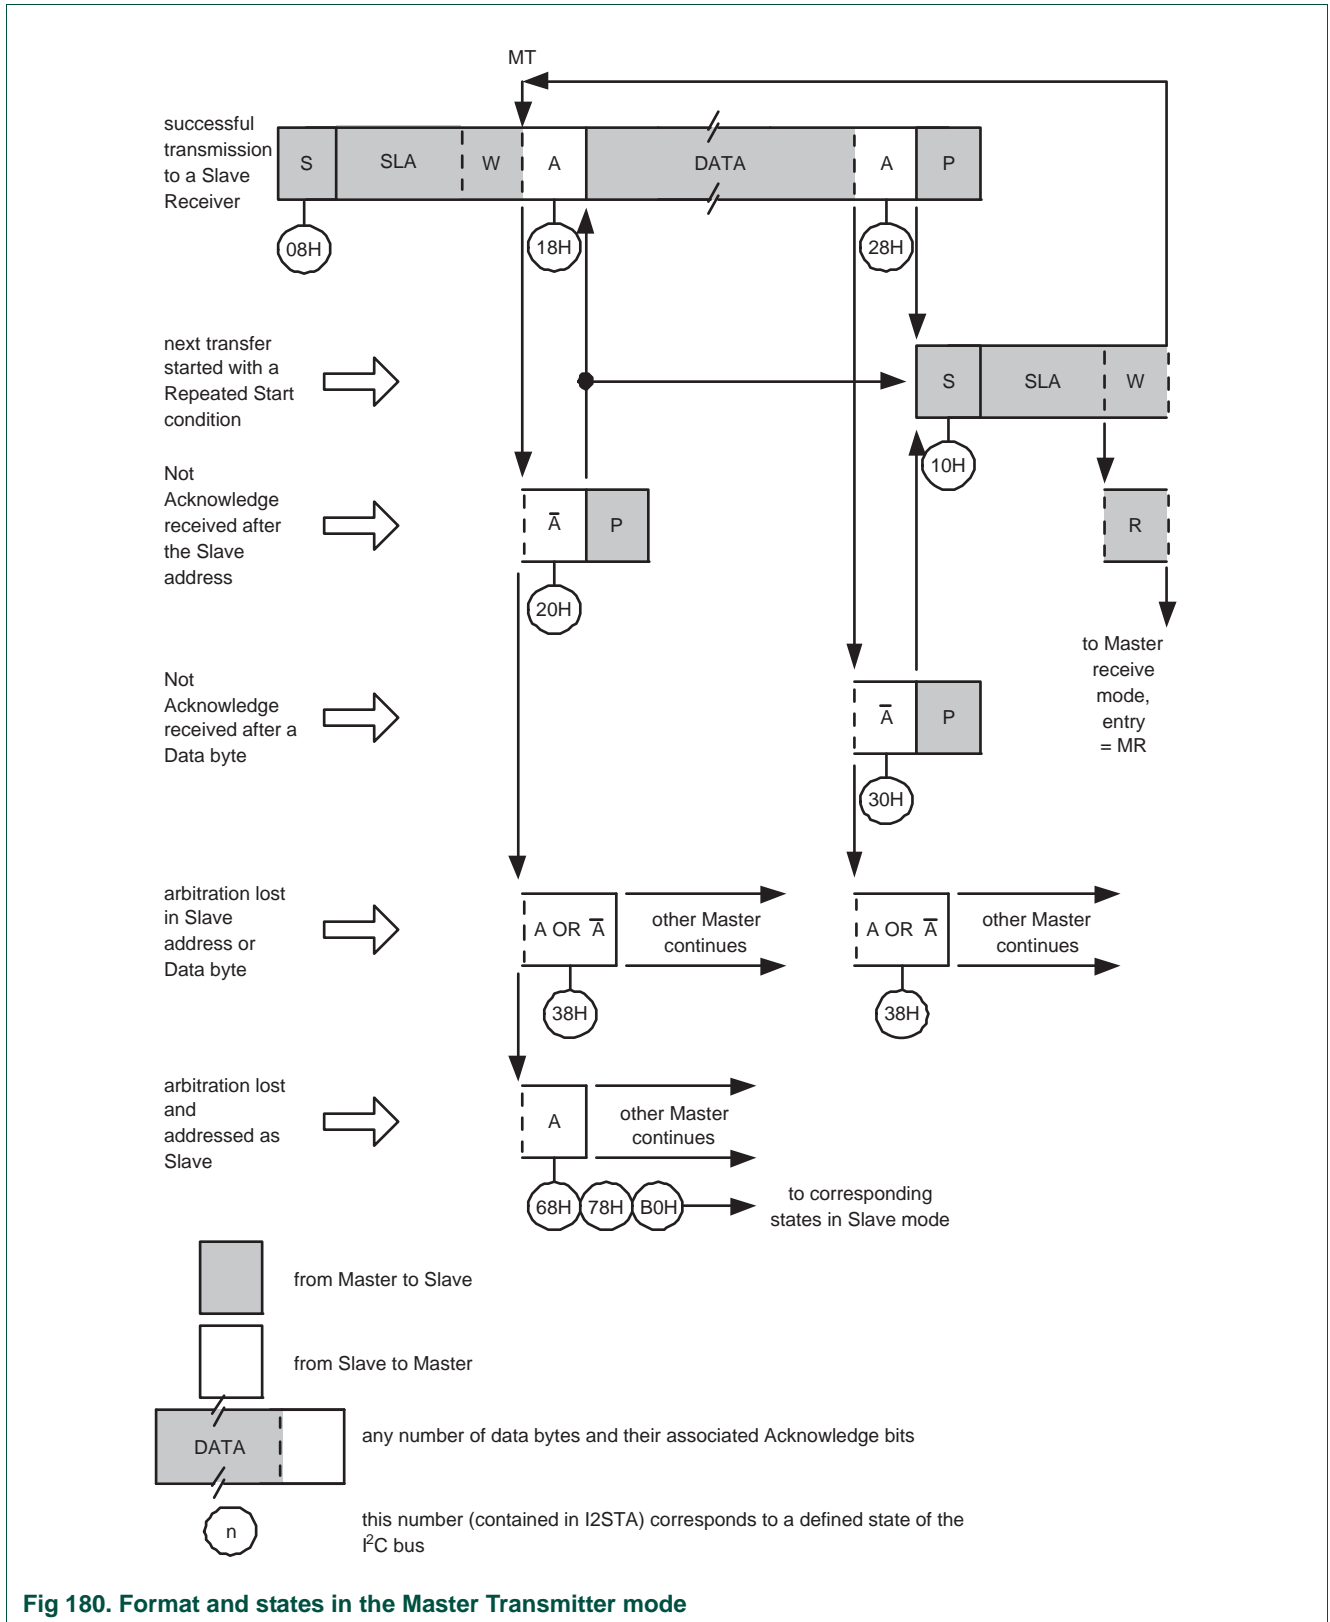 MT
successful
transmission
to a Slave
Receiver
S
SLA
W
A
DATA
A
P
08H
18H
28H
next transfer
started with a
Repeated Start
condition
S
SLA
W
10H
Not
Acknowledge
received after
the Slave
address
A̅
P
R
20H
to Master
receive
mode,
entry
= MR
Not
Acknowledge
received after a
Data byte
A̅
P
30H
arbitration lost
in Slave
address or
Data byte
A OR A̅
other Master
continues
A OR A̅
other Master
continues
38H
38H
arbitration lost
and
addressed as
Slave
A
other Master
continues
68H
78H
B0H
to corresponding
states in Slave mode
from Master to Slave
from Slave to Master
DATA
any number of data bytes and their associated Acknowledge bits
n
this number (contained in I2STA) corresponds to a defined state of the
I²C bus
Fig 180. Format and states in the Master Transmitter mode